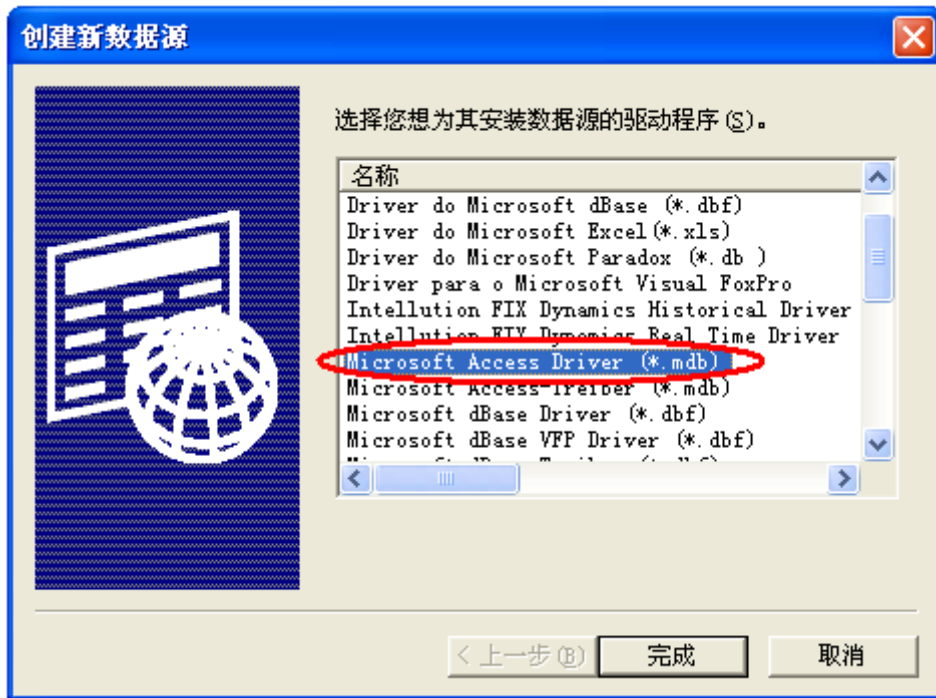 创建新数据源
选择您想为其安装数据源的驱动程序(S)。
名称
Driver do Microsoft dBase (*.dbf)
Driver do Microsoft Excel(*.xls)
Driver do Microsoft Paradox (*.db )
Driver para o Microsoft Visual FoxPro
Intellution FIX Dynamics Historical Driver
Intellution FIX Dynamics Real Time Driver
Microsoft Access Driver (*.mdb)
Microsoft Access-Treiber (*.mdb)
Microsoft dBase Driver (*.dbf)
Microsoft dBase VFP Driver (*.dbf)
< 上一步(B)
完成
取消